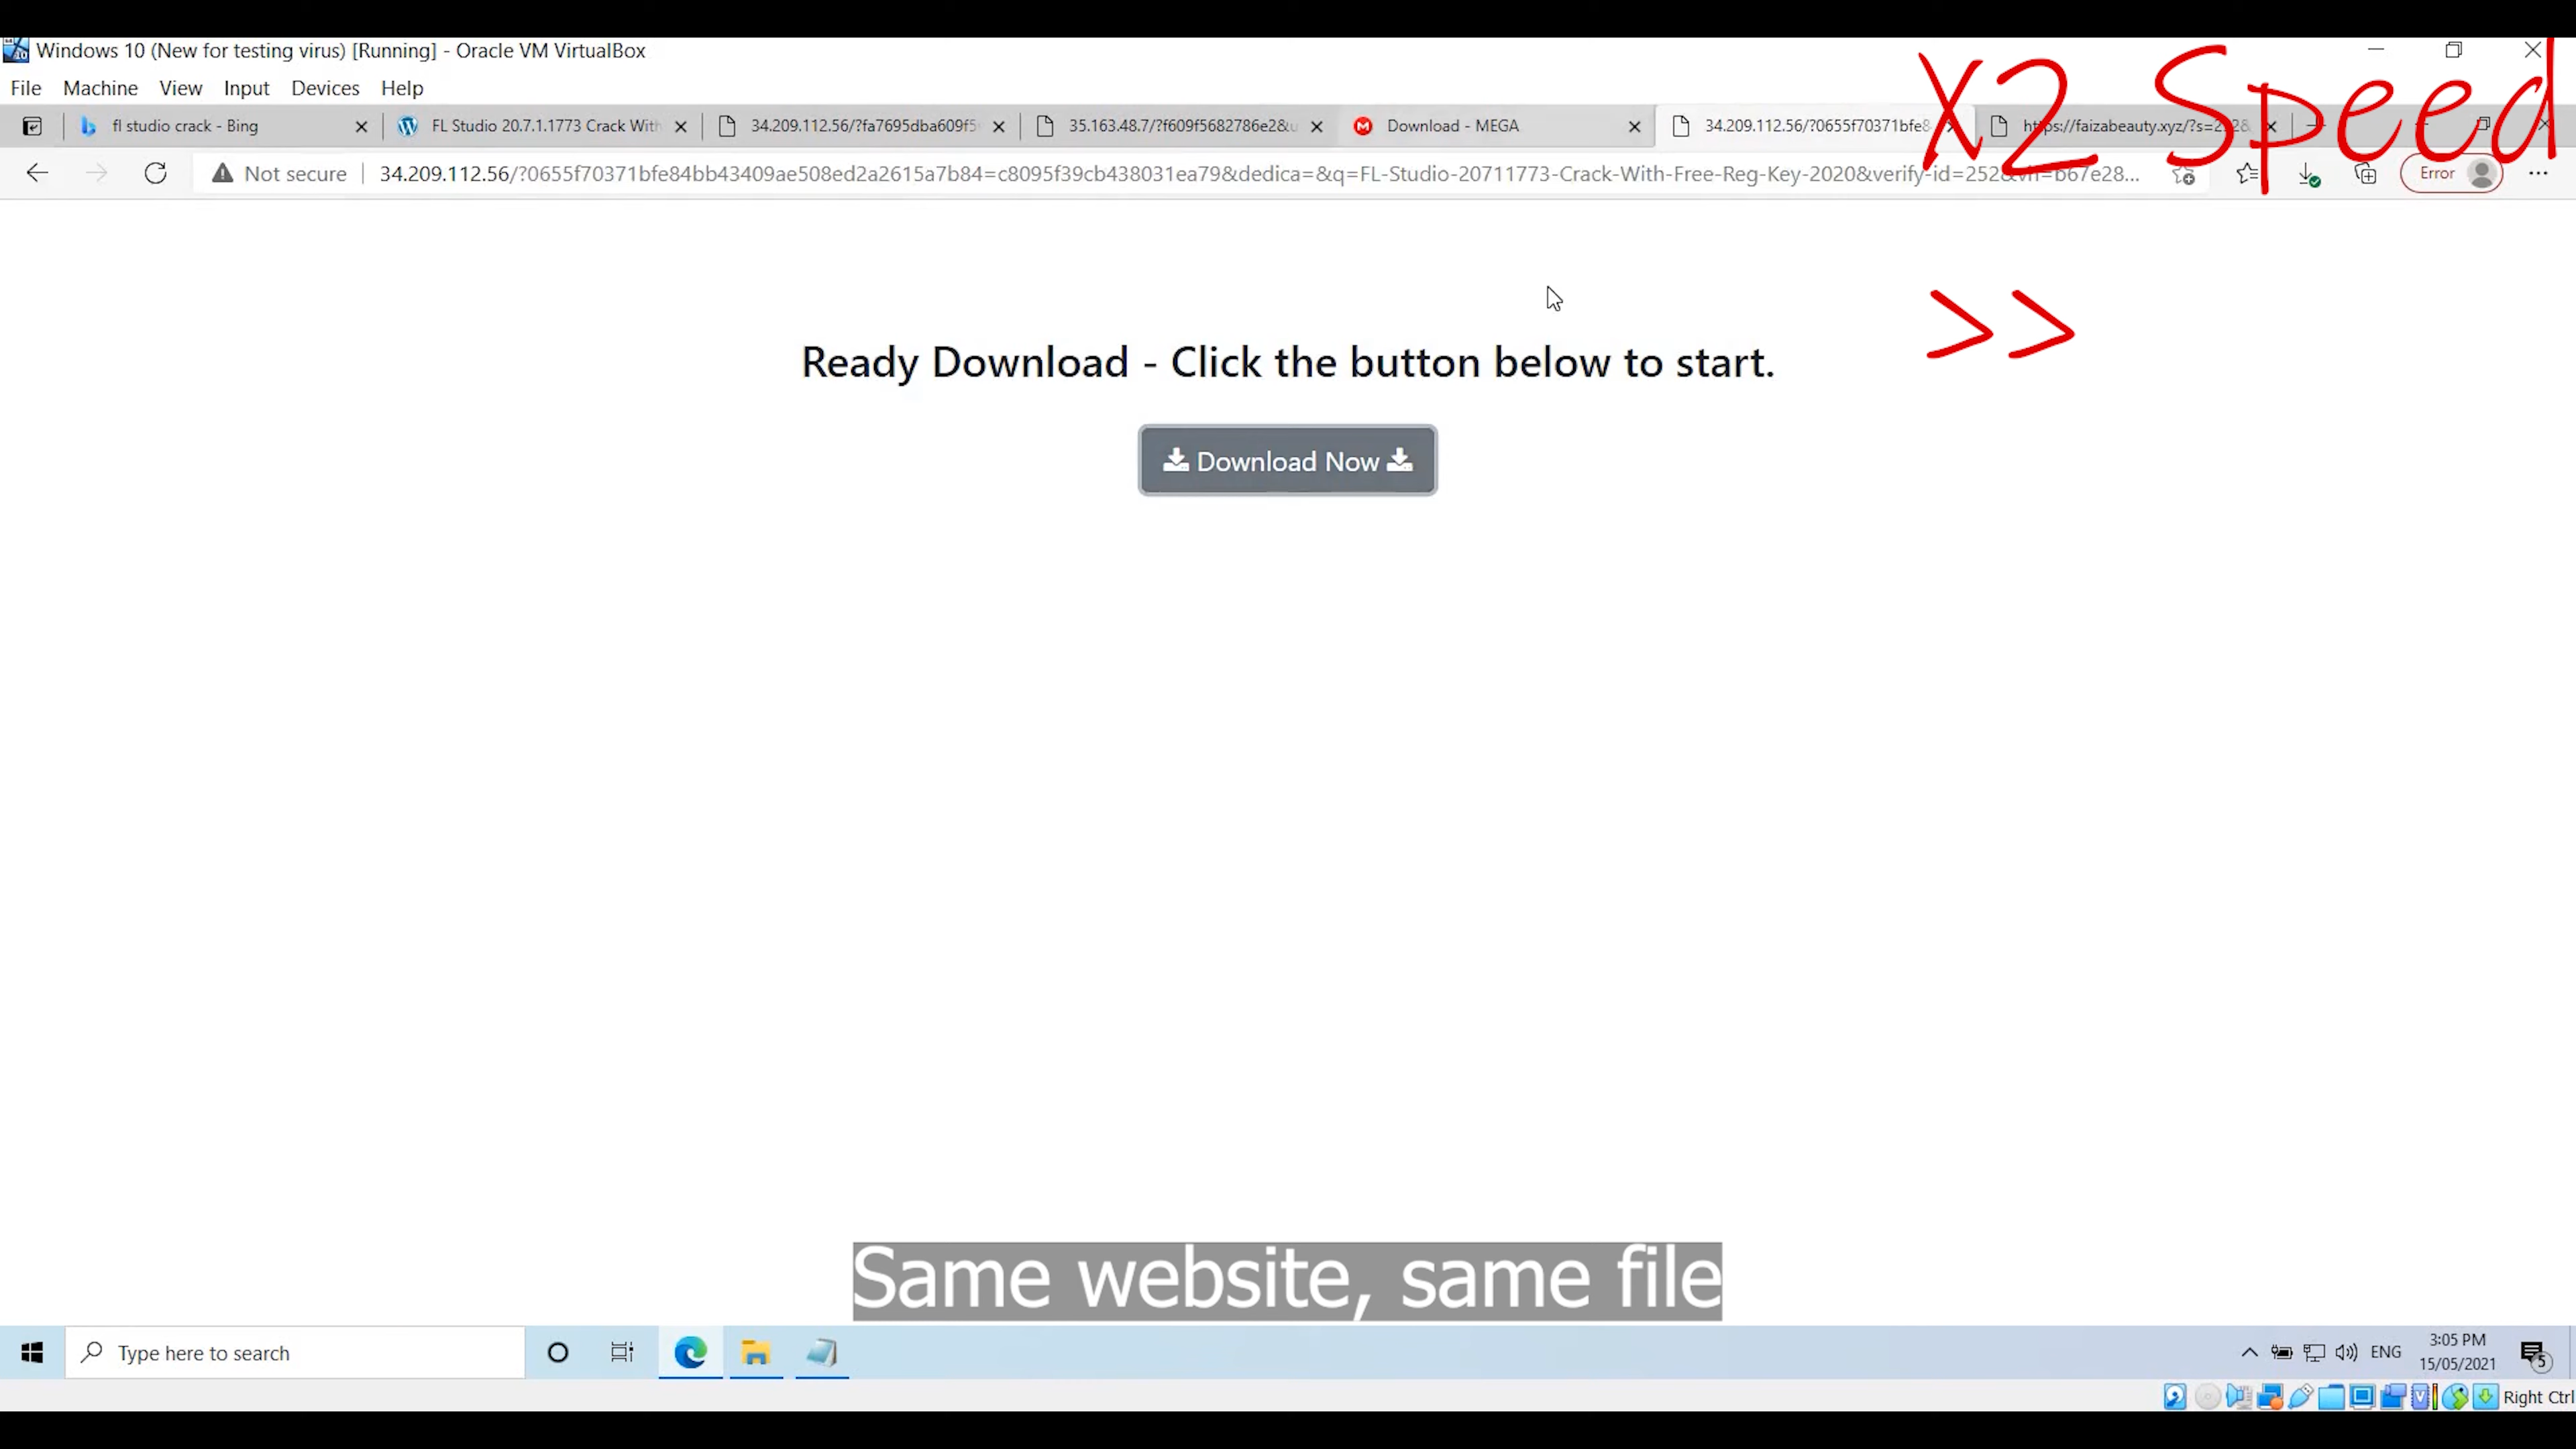 Windows 10 (New for testing virus) [Running] - Oracle VM VirtualBox
X2 Speed
File Machine View Input Devices Help
fl studio crack - Bing
FL Studio 20.7.1.1773 Crack With
34.209.112.56/?fa7695dba609f5
35.163.48.7/?f609f5682786e2&
Download - MEGA
34.209.112.56/?0655f70371bfe8
https://faizabeauty.xyz/?s=
Not secure
34.209.112.56/?0655f70371bfe84bb43409ae508ed2a2615a7b84=c8095f39cb438031ea79&dedica=&q=FL-Studio-20711773-Crack-With-Free-Reg-Key-2020&verify-id=252
Error
>>
Ready Download - Click the button below to start.
Download Now
Same website, same file
Type here to search
ENG
3:05 PM
15/05/2021
5
Right Ctrl